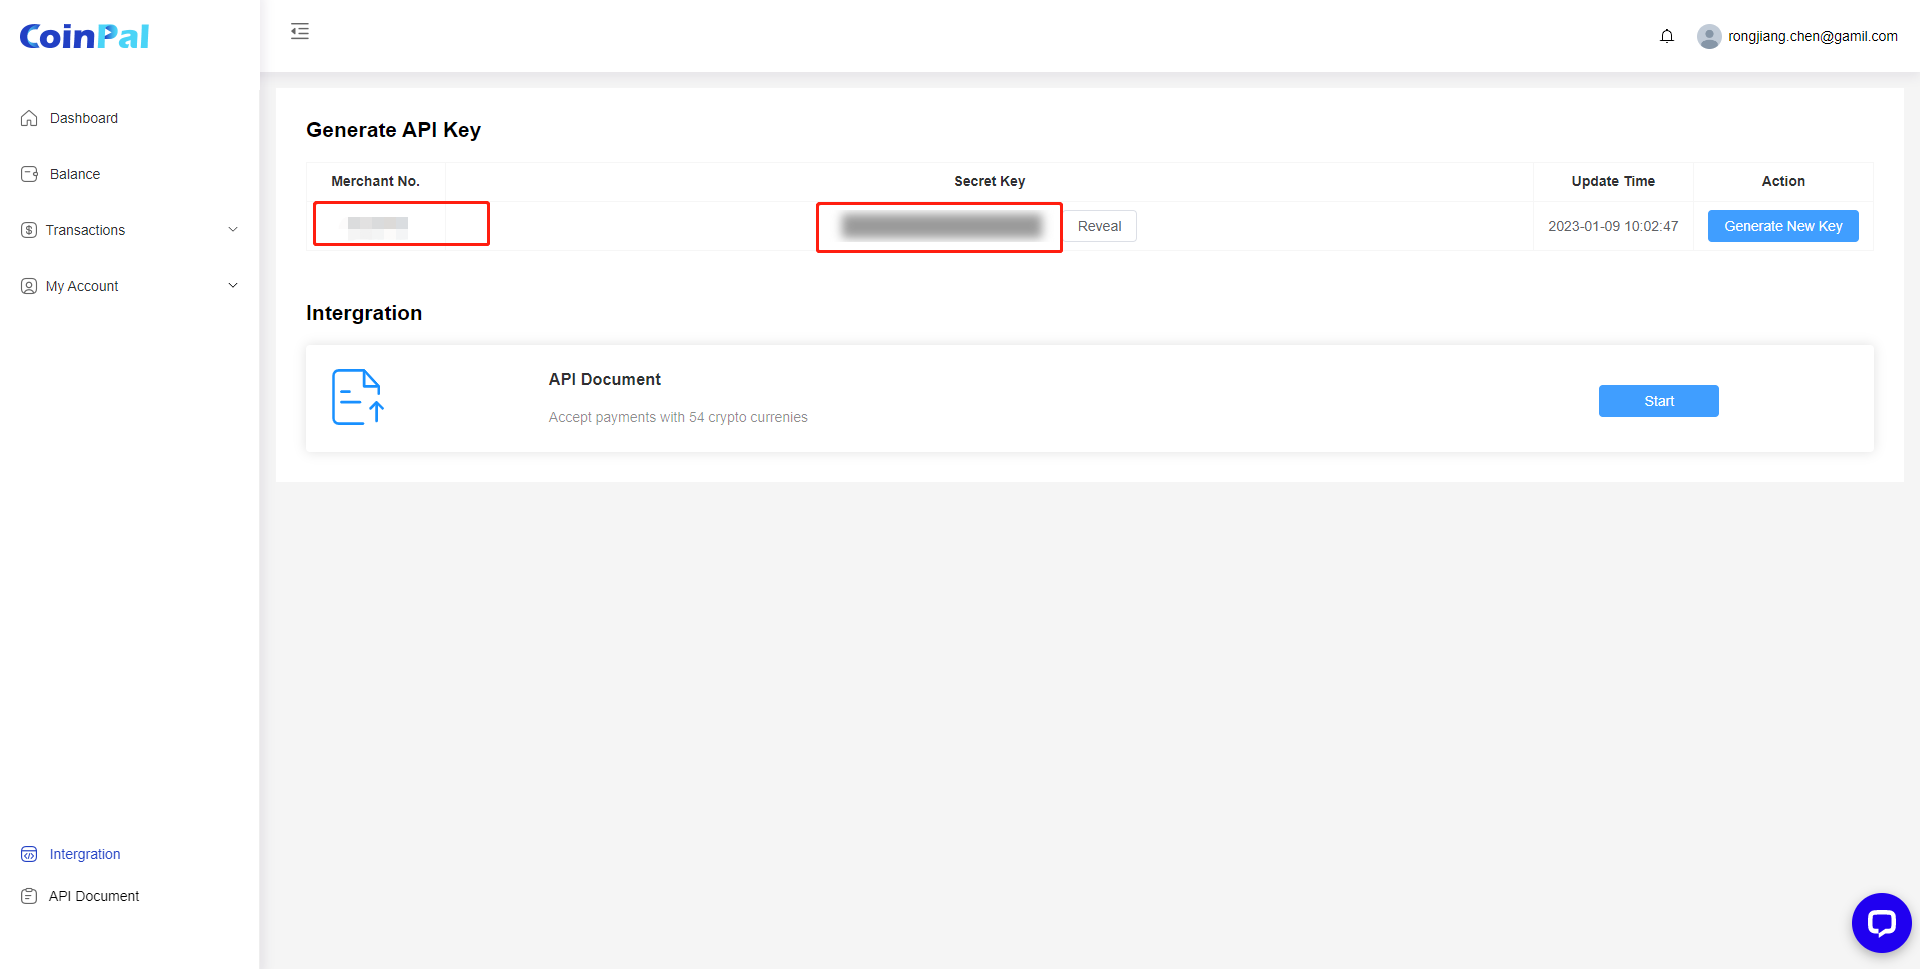 CoinPal
rongjiang.chen@gamil.com
Dashboard
Balance
Transactions
My Account
Generate API Key
Merchant No.
Secret Key
Update Time
Action
Reveal
2023-01-09 10:02:47
Generate New Key
Intergration
API Document
Accept payments with 54 crypto currenies
Start
Intergration
API Document